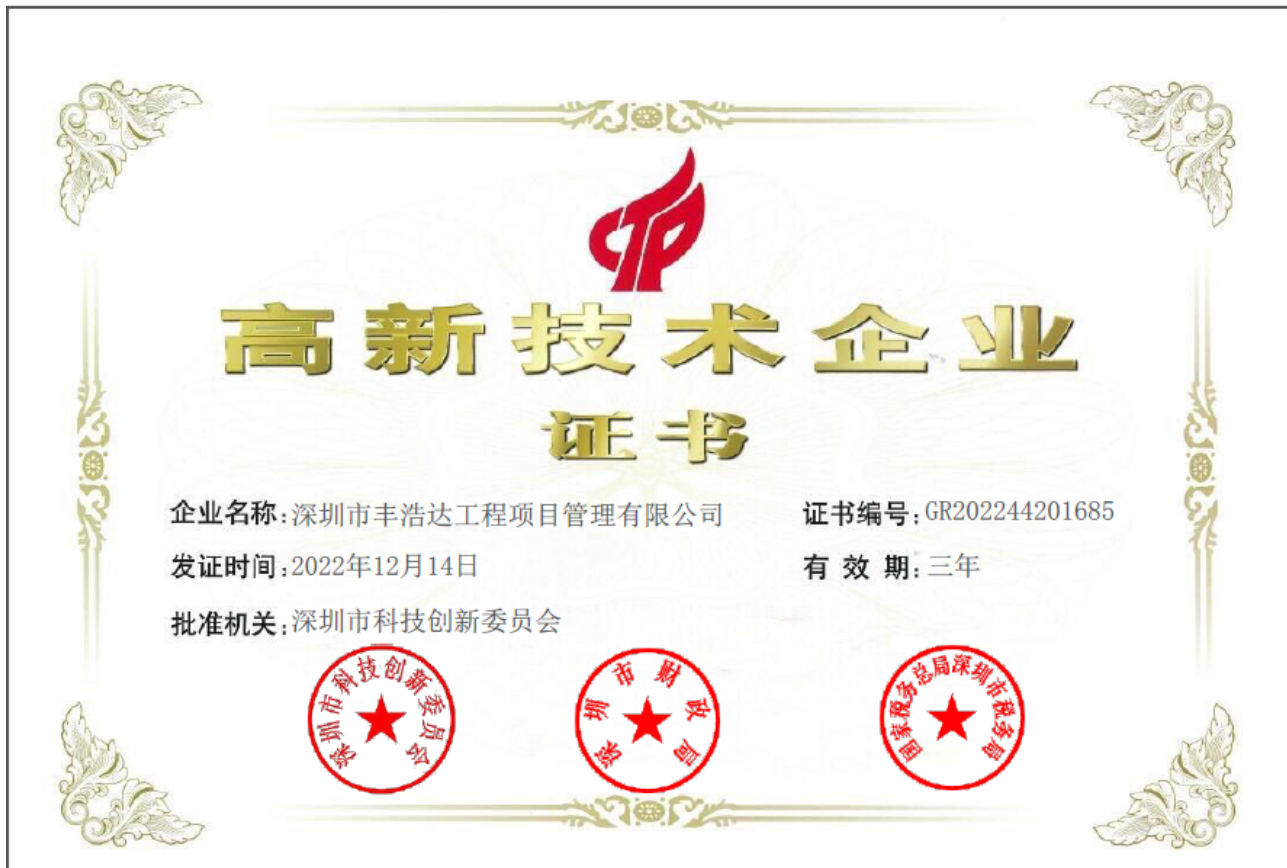 高新技术企业
证书
企业名称:深圳市丰浩达工程项目管理有限公司 证书编号:GR202244201685
发证时间:2022年12月14日 有效期:三年
批准机关:深圳市科技创新委员会
深圳市科技创新委员会
深圳市财政局
国家税务总局深圳市税务局